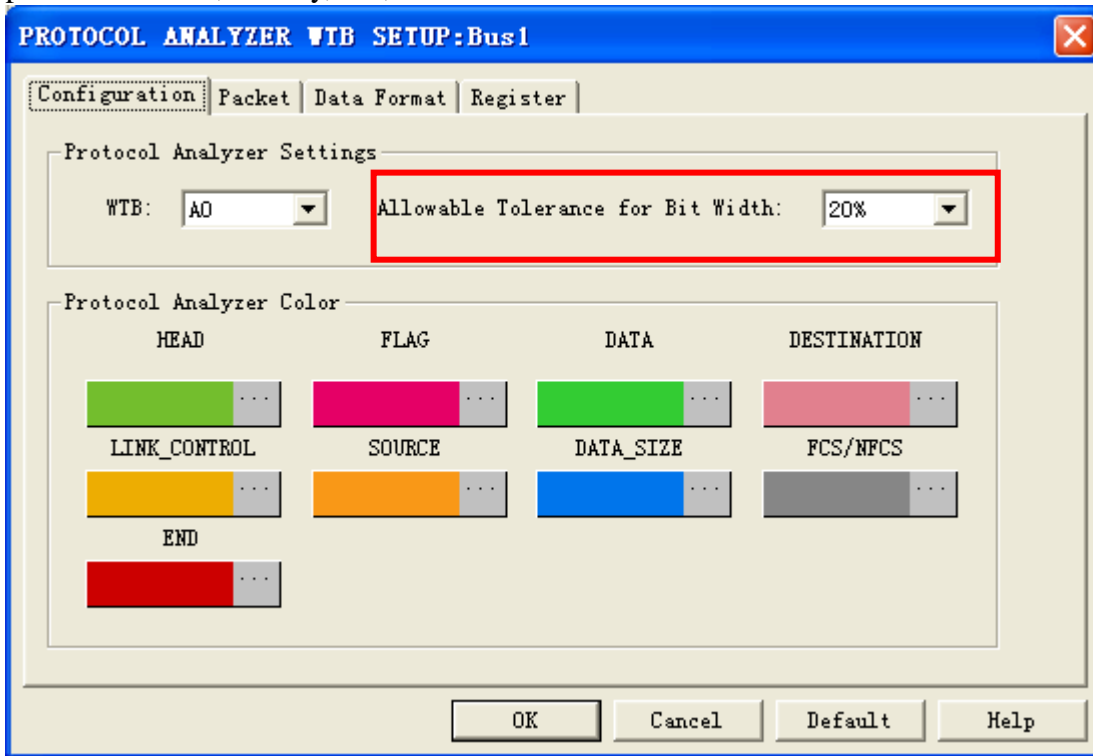 PROTOCOL ANALYZER WTB SETUP:Bus1
Configuration Packet Data Format Register
Protocol Analyzer Settings
WTB: A0 Allowable Tolerance for Bit Width: 20%
Protocol Analyzer Color
HEAD FLAG DATA DESTINATION
... ... ... ...
LINK_CONTROL SOURCE DATA_SIZE FCS/NFCS
... ... ... ...
END
...
OK Cancel Default Help